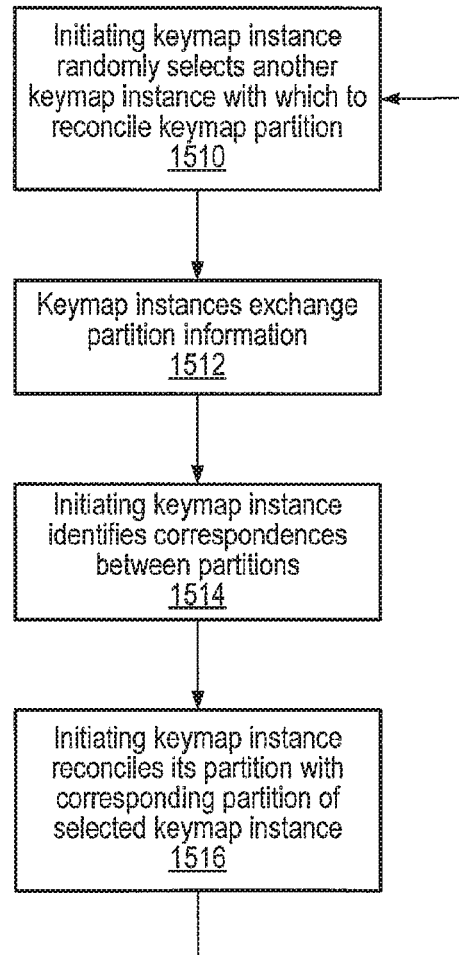 Initiating keymap instance
randomly selects another
keymap instance with which to
reconcile keymap partition
1510
Keymap instances exchange
partition information
1512
Initiating keymap instance
identifies correspondences
between partitions
1514
Initiating keymap instance
reconciles its partition with
corresponding partition of
selected keymap instance
1516